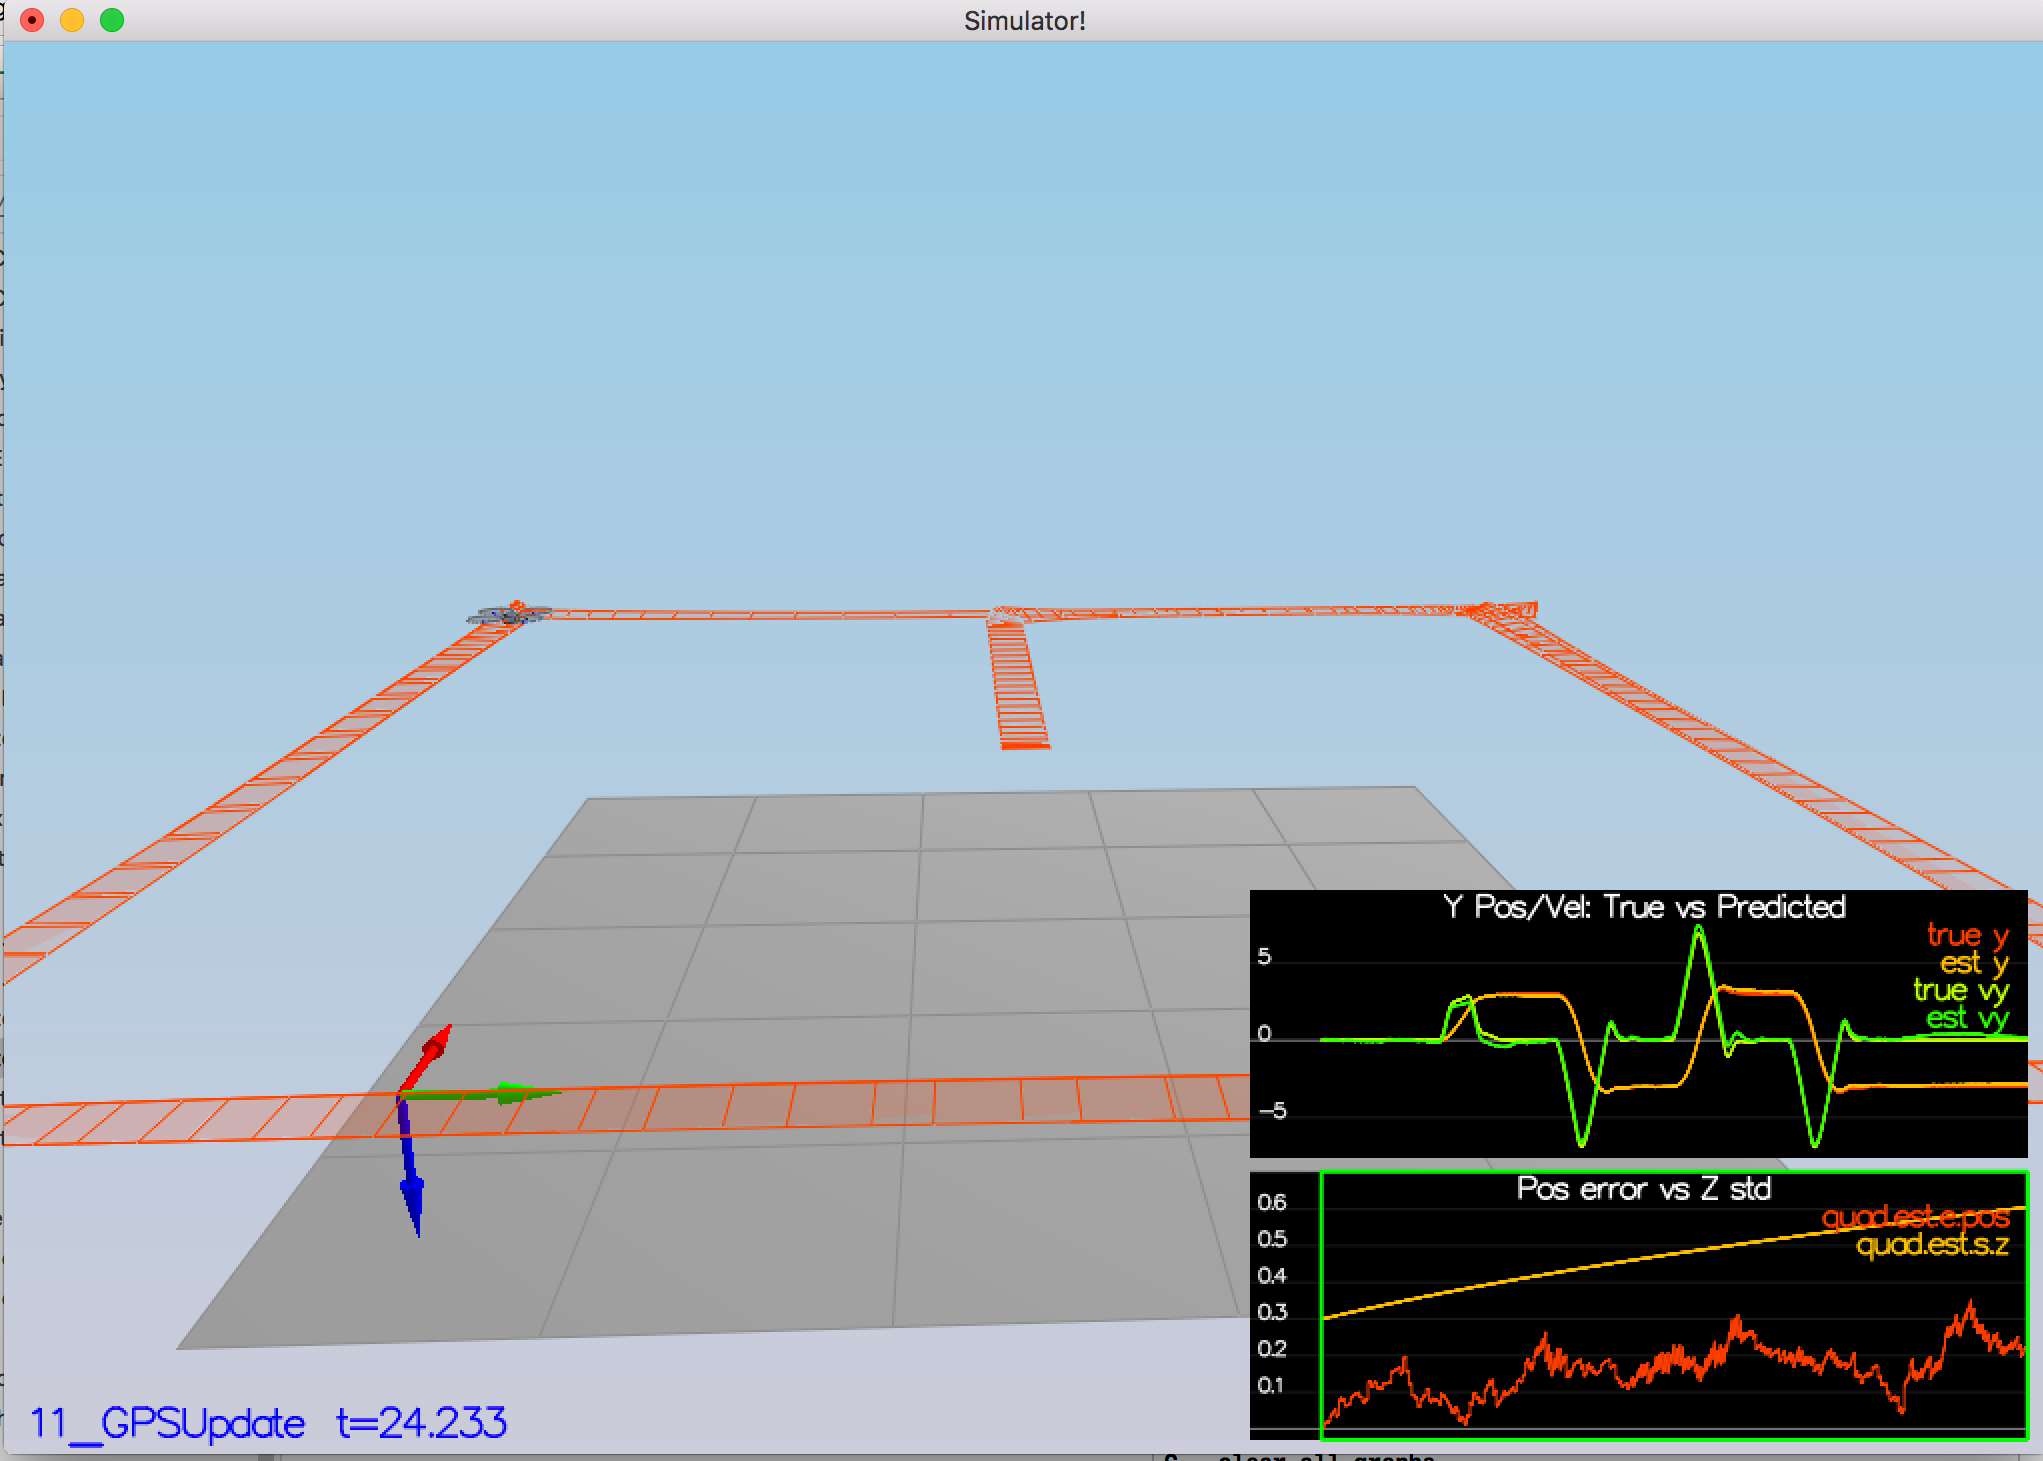 Simulator!
Y Pos/Vel: True vs Predicted
true y
5
est y
true vy
est vy
0
-5
Pos error vs Z std
0.6
quad.est.e.pos
0.5
quad.est.s.z
0.4
0.3
0.2
0.1
11_GPSUpdate t=24.233